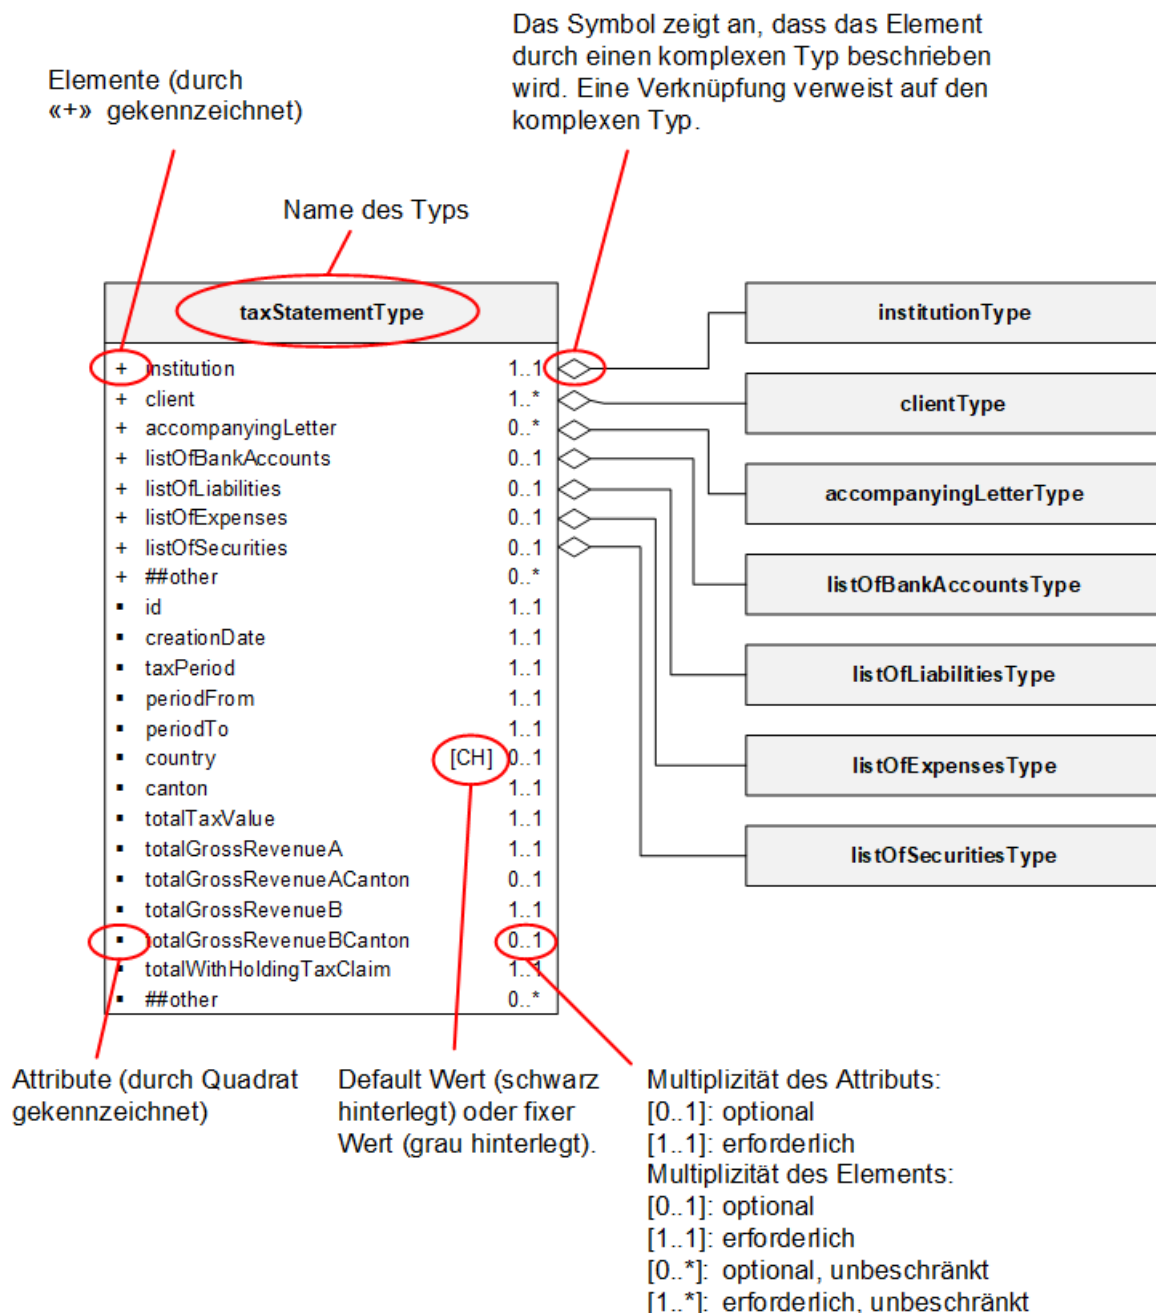 Das Symbol zeigt an, dass das Element
durch einen komplexen Typ beschrieben
wird. Eine Verknüpfung verweist auf den
komplexen Typ.
Elemente (durch
«+» gekennzeichnet)
Name des Typs
taxStatementType
+ institution 1..1
+ client 1..*
+ accompanyingLetter 0..*
+ listOfBankAccounts 0..1
+ listOfLiabilities 0..1
+ listOfExpenses 0..1
+ listOfSecurities 0..1
+ ##other 0..*
▪ id 1..1
▪ creationDate 1..1
▪ taxPeriod 1..1
▪ periodFrom 1..1
▪ periodTo 1..1
▪ country [CH] 0..1
▪ canton 1..1
▪ totalTaxValue 1..1
▪ totalGrossRevenueA 1..1
▪ totalGrossRevenueACanton 0..1
▪ totalGrossRevenueB 1..1
▪ totalGrossRevenueBCanton 0..1
▪ totalWithHoldingTaxClaim 1..1
▪ ##other 0..*
institutionType
clientType
accompanyingLetterType
listOfBankAccountsType
listOfLiabilitiesType
listOfExpensesType
listOfSecuritiesType
Attribute (durch Quadrat
gekennzeichnet)
Default Wert (schwarz
hinterlegt) oder fixer
Wert (grau hinterlegt).
Multiplizität des Attributs:
[0..1]: optional
[1..1]: erforderlich
Multiplizität des Elements:
[0..1]: optional
[1..1]: erforderlich
[0..*]: optional, unbeschränkt
[1..*]: erforderlich, unbeschränkt